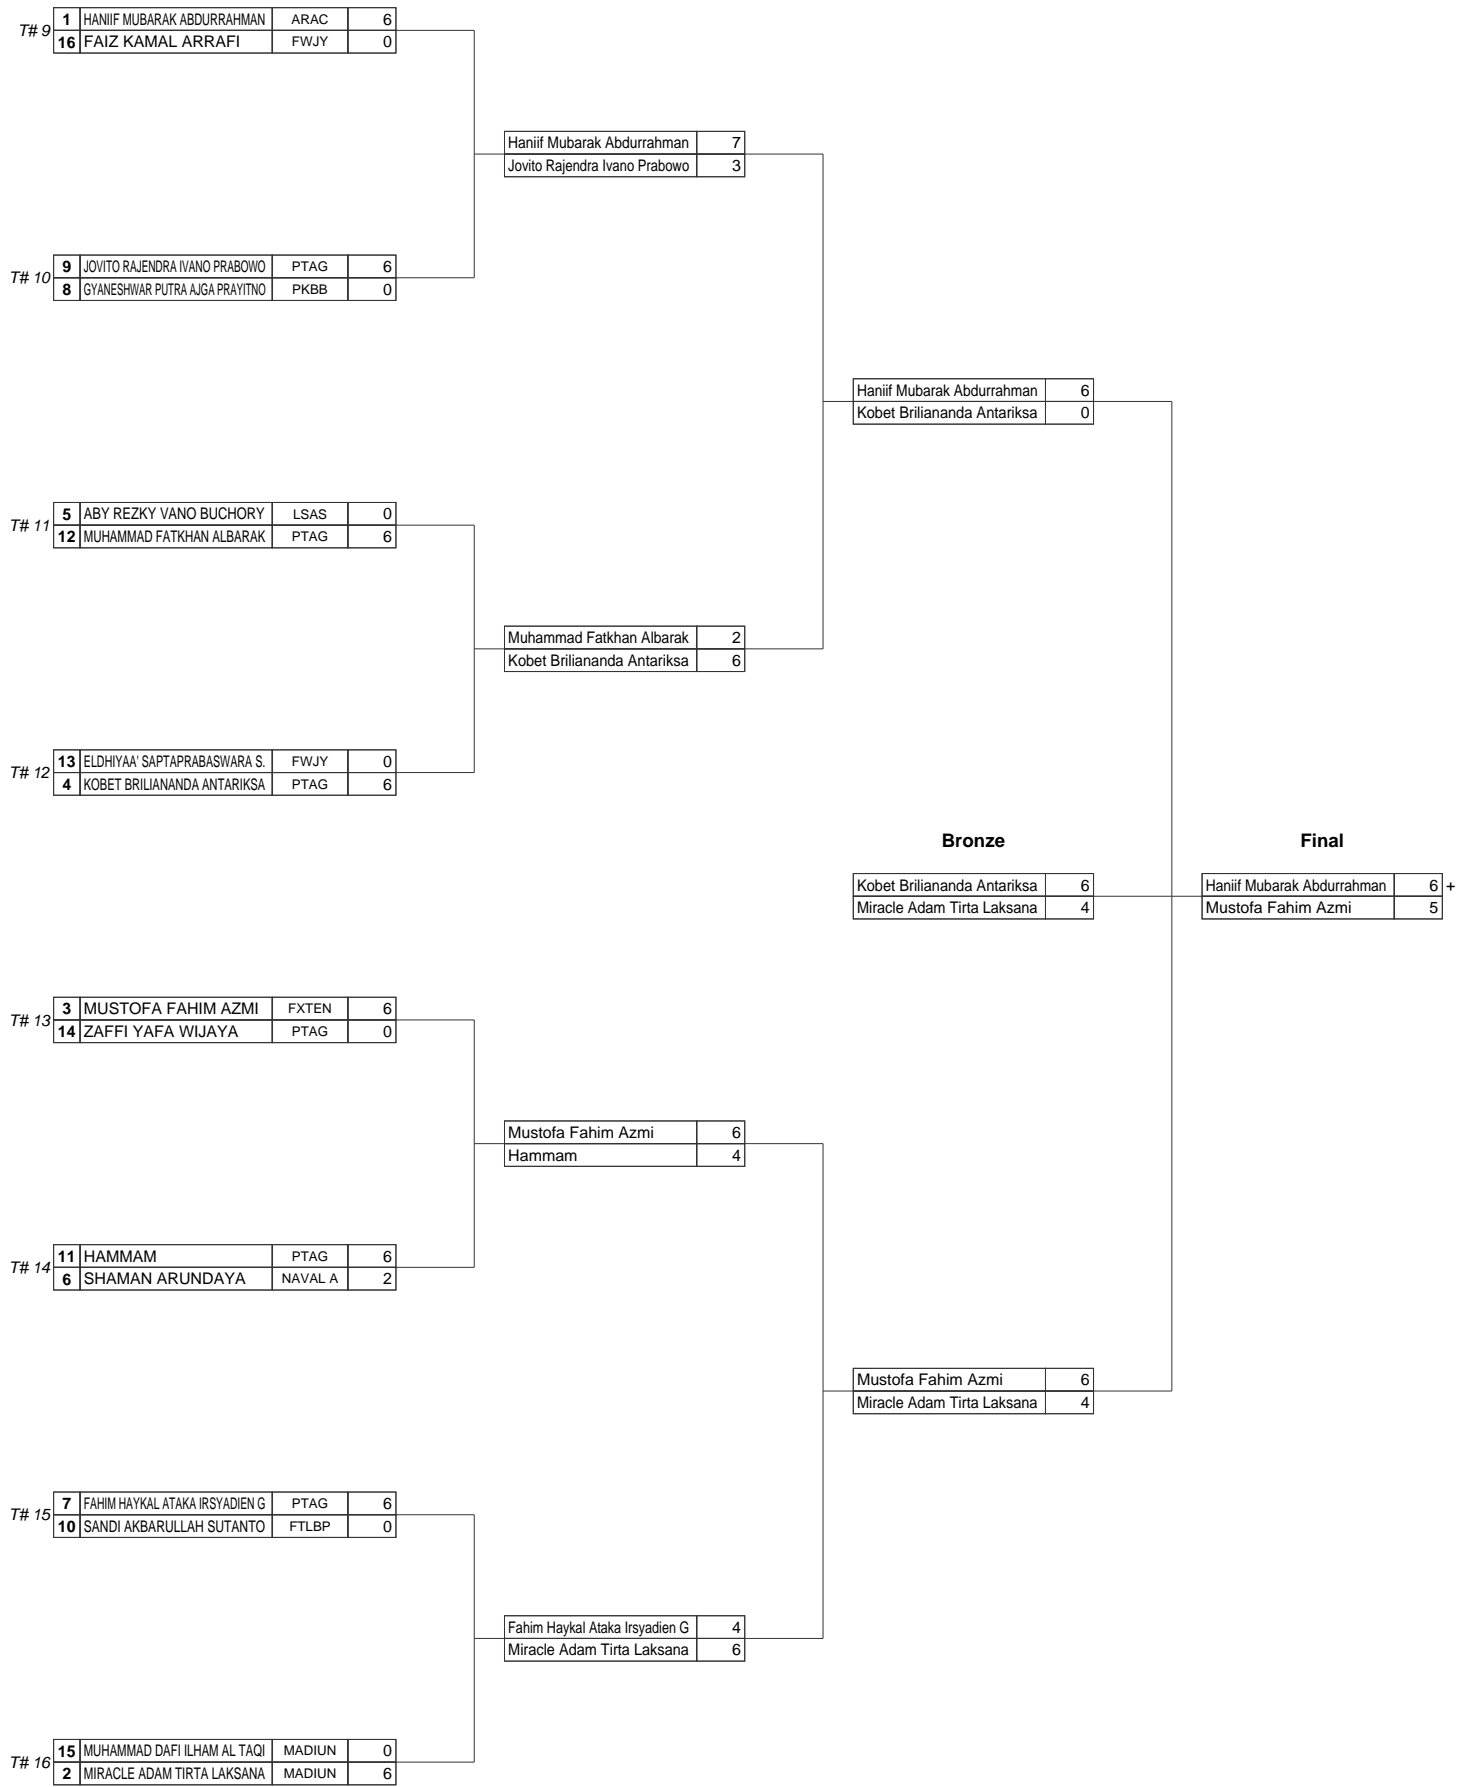 T# 9
1 HANIIF MUBARAK ABDURRAHMAN ARAC 6
16 FAIZ KAMAL ARRAFI FWJY 0
Haniif Mubarak Abdurrahman 7
Jovito Rajendra Ivano Prabowo 3
T# 10
9 JOVITO RAJENDRA IVANO PRABOWO PTAG 6
8 GYANESHWAR PUTRA AJGA PRAYITNO PKBB 0
Haniif Mubarak Abdurrahman 6
Kobet Briliananda Antariksa 0
T# 11
5 ABY REZKY VANO BUCHORY LSAS 0
12 MUHAMMAD FATKHAN ALBARAK PTAG 6
Muhammad Fatkhan Albarak 2
Kobet Briliananda Antariksa 6
T# 12
13 ELDHIYAA' SAPTAPRABASWARA S. FWJY 0
4 KOBET BRILIANANDA ANTARIKSA PTAG 6
Bronze
Kobet Briliananda Antariksa 6
Miracle Adam Tirta Laksana 4
Final
Haniif Mubarak Abdurrahman 6 +
Mustofa Fahim Azmi 5
T# 13
3 MUSTOFA FAHIM AZMI FXTEN 6
14 ZAFFI YAFA WIJAYA PTAG 0
Mustofa Fahim Azmi 6
Hammam 4
T# 14
11 HAMMAM PTAG 6
6 SHAMAN ARUNDAYA NAVAL A 2
Mustofa Fahim Azmi 6
Miracle Adam Tirta Laksana 4
T# 15
7 FAHIM HAYKAL ATAKA IRSYADIEN G PTAG 6
10 SANDI AKBARULLAH SUTANTO FTLBP 0
Fahim Haykal Ataka Irsyadien G 4
Miracle Adam Tirta Laksana 6
T# 16
15 MUHAMMAD DAFI ILHAM AL TAQI MADIUN 0
2 MIRACLE ADAM TIRTA LAKSANA MADIUN 6